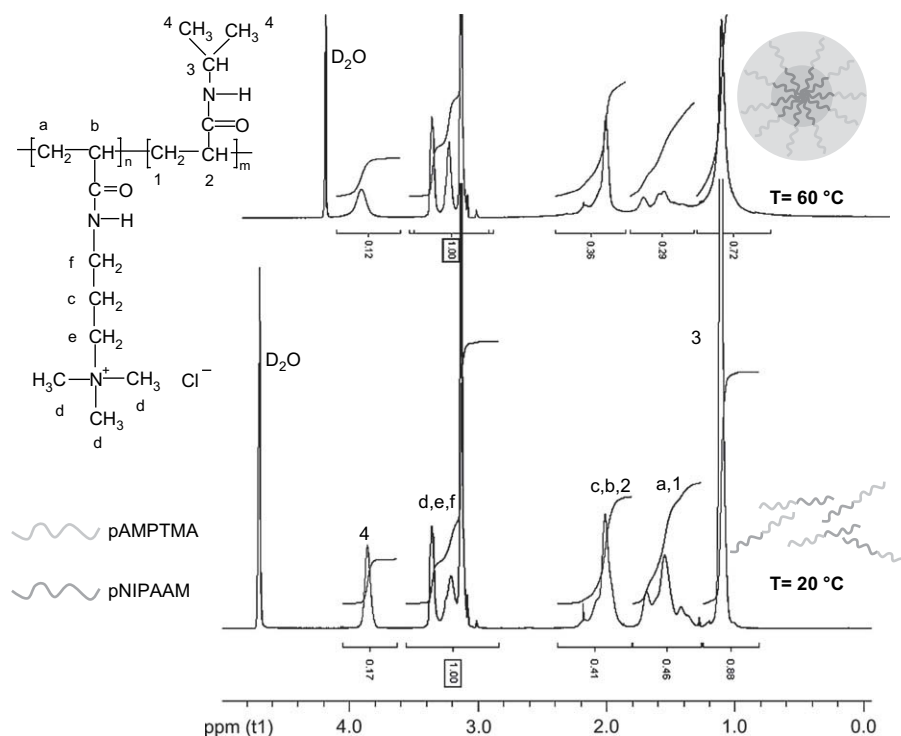 4 CH3 CH3 4
CH
3
N—H
C=O
a b
CH2—CH n CH2—CH m
1 2
C=O
N—H
f CH2
c CH2
e CH2
H3C—N+—CH3 Cl−
d CH3 d
d
pAMPTMA
pNIPAAM
D2O
T= 60 °C
0.12
1.00
0.36
0.29
0.72
D2O
4
d,e,f
c,b,2
a,1
3
T= 20 °C
0.17
1.00
0.41
0.46
0.88
ppm (t1) 4.0 3.0 2.0 1.0 0.0